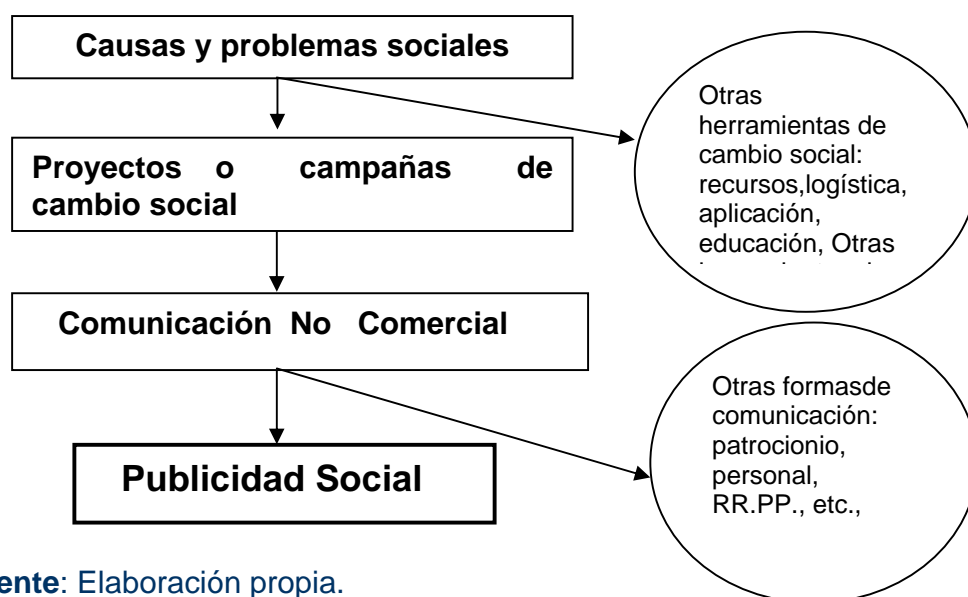 Causas y problemas sociales
Otras
herramientas de
cambio social:
recursos,logística,
aplicación,
educación, Otras
Proyectos o campañas de
cambio social
Comunicación No Comercial
Otras formasde
comunicación:
patrocionio,
personal,
RR.PP., etc.,
Publicidad Social
ente: Elaboración propia.